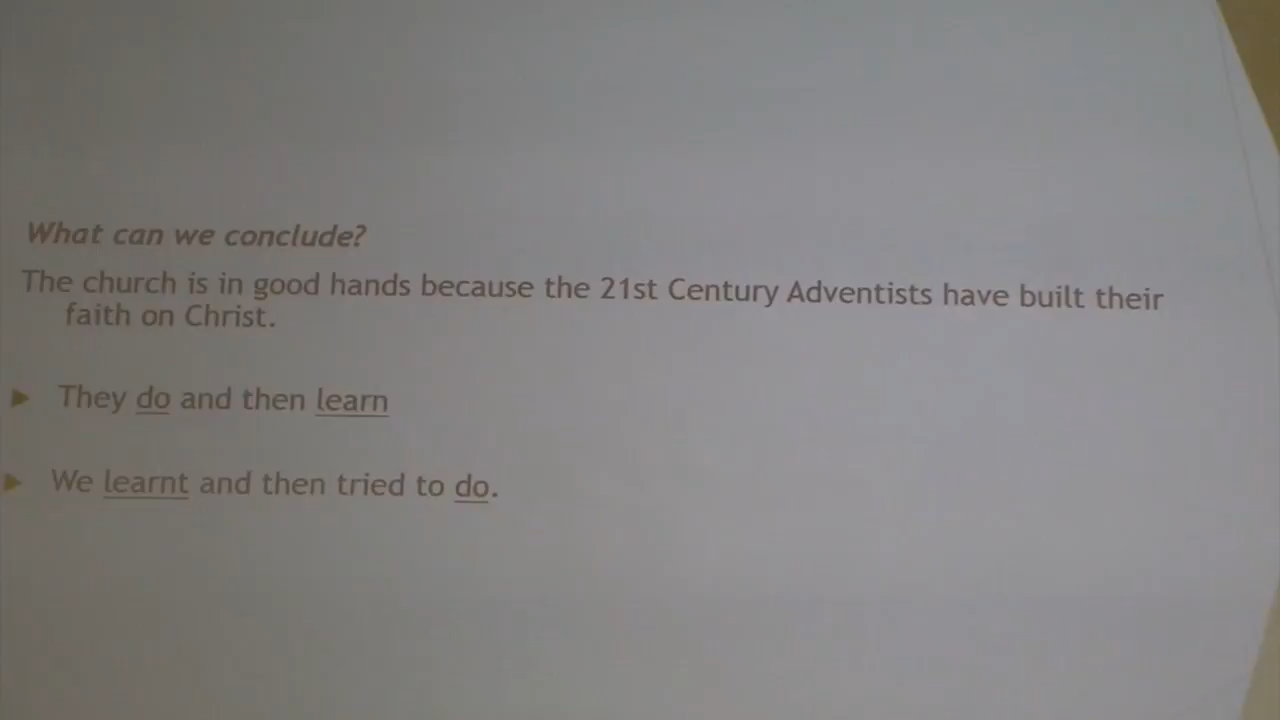 What can we conclude?
The church is in good hands because the 21st Century Adventists have built their
faith on Christ.
They do and then learn
We learnt and then tried to do.